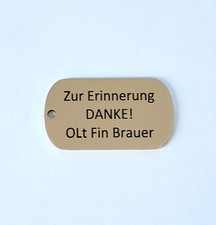 Zur Erinnerung
DANKE!
OLt Fin Brauer